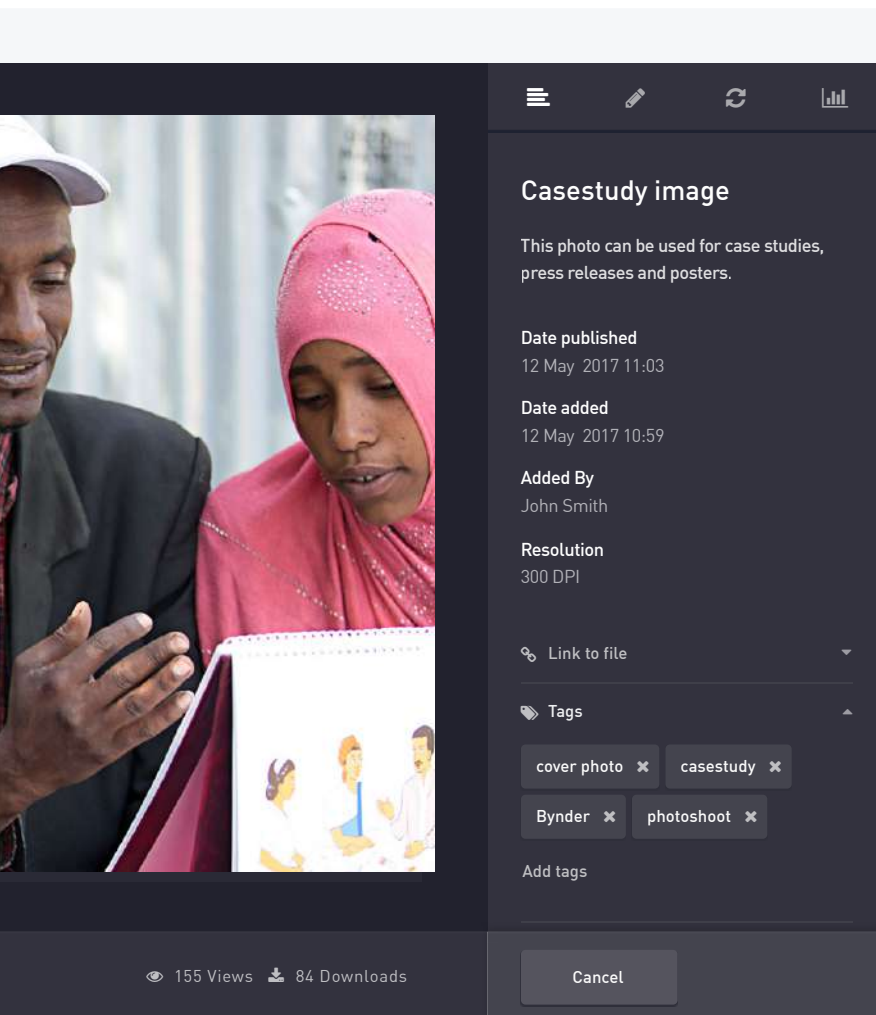 Casestudy image
This photo can be used for case studies,
press releases and posters.
Date published
12 May 2017 11:03
Date added
12 May 2017 10:59
Added By
John Smith
Resolution
300 DPI
Link to file
Tags
cover photo
casestudy
Bynder
photoshoot
Add tags
155 Views 84 Downloads
Cancel